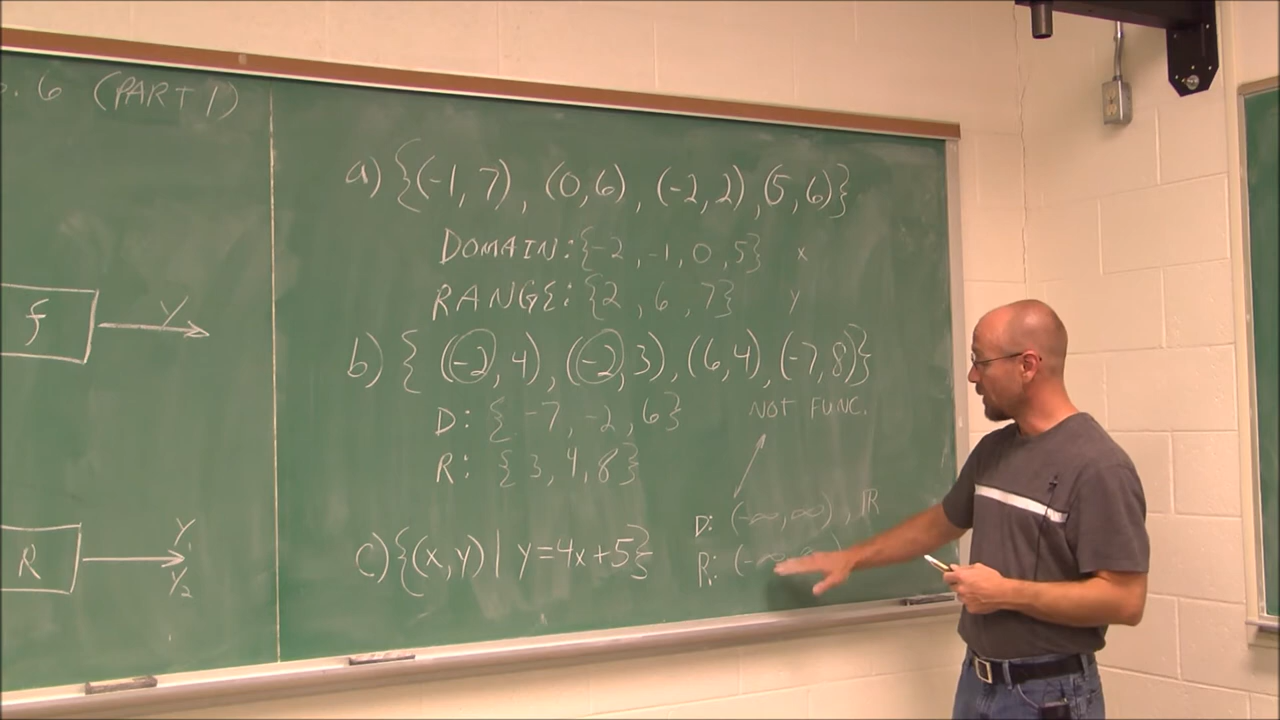 . 6 (PART 1)
f
Y
R
Y₁
Y₂
a) {(-1, 7), (0, 6), (-2, 2), (5, 6)}
DOMAIN: {-2, -1, 0, 5} x
RANGE: {2, 6, 7} y
b) { (-2, 4), (-2, 3), (6, 4), (-7, 8)}
D: { -7, -2, 6} NOT FUNC.
R: { 3, 4, 8}
D: (-∞, ∞), ℝ
c) {(x, y) | y = 4x + 5} R: (-∞